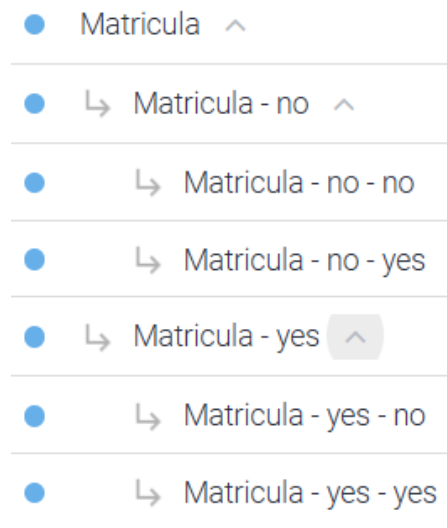 Matricula
Matricula - no
Matricula - no - no
Matricula - no - yes
Matricula - yes
Matricula - yes - no
Matricula - yes - yes